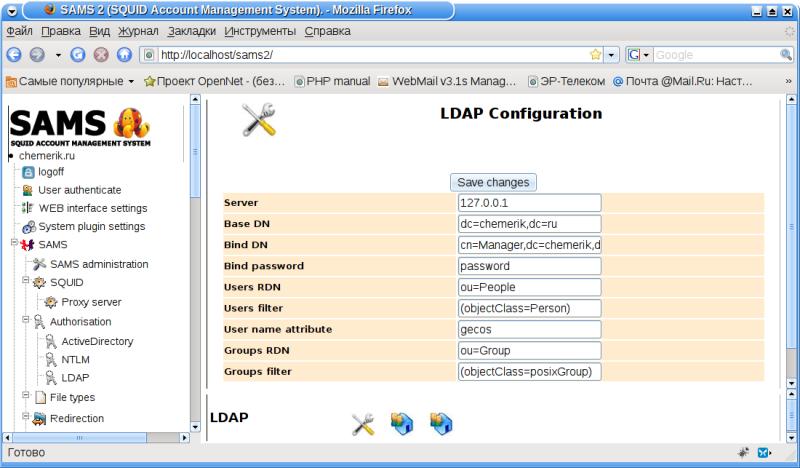 SAMS 2 (SQUID Account Management System). - Mozilla Firefox
Файл Правка Вид Журнал Закладки Инструменты Справка
http://localhost/sams2/
Google
Самые популярные
Проект OpenNet - (без…
PHP manual
WebMail v3.1s Manag…
ЭР-Телеком
Почта @Mail.Ru: Наст…
SAMS
SQUID ACCOUNT MANAGEMENT SYSTEM
chemerik.ru
logoff
User authenticate
WEB interface settings
System plugin settings
SAMS
SAMS administration
SQUID
Proxy server
Authorisation
ActiveDirectory
NTLM
LDAP
File types
Redirection
LDAP Configuration
Save changes
Server 127.0.0.1
Base DN dc=chemerik,dc=ru
Bind DN cn=Manager,dc=chemerik,d
Bind password password
Users RDN ou=People
Users filter (objectClass=Person)
User name attribute gecos
Groups RDN ou=Group
Groups filter (objectClass=posixGroup)
LDAP
Готово